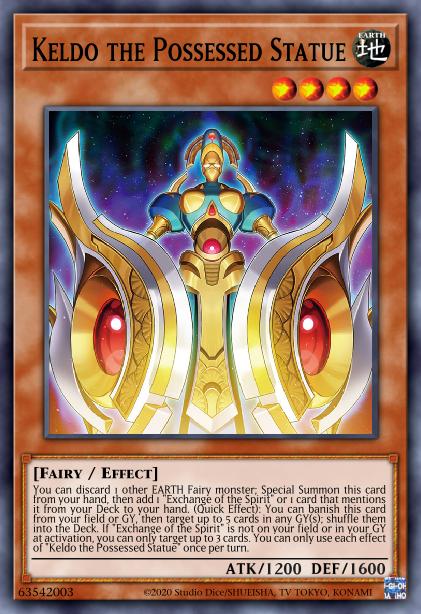 KELDO THE POSSESSED STATUE
EARTH
地
[FAIRY / EFFECT]
You can discard 1 other EARTH Fairy monster; Special Summon this card
from your hand, then add 1 "Exchange of the Spirit" or 1 card that mentions
it from your Deck to your hand. (Quick Effect): You can banish this
card from your field or GY, then target up to 5 cards in any GY(s); shuffle them
into the Deck. If "Exchange of the Spirit" is not on your field or in your GY
at activation, you can only target up to 3 cards. You can only use each effect
of "Keldo the Possessed Statue" once per turn.
ATK/1200 DEF/1600
63542003
©2020 Studio Dice/SHUEISHA, TV TOKYO, KONAMI